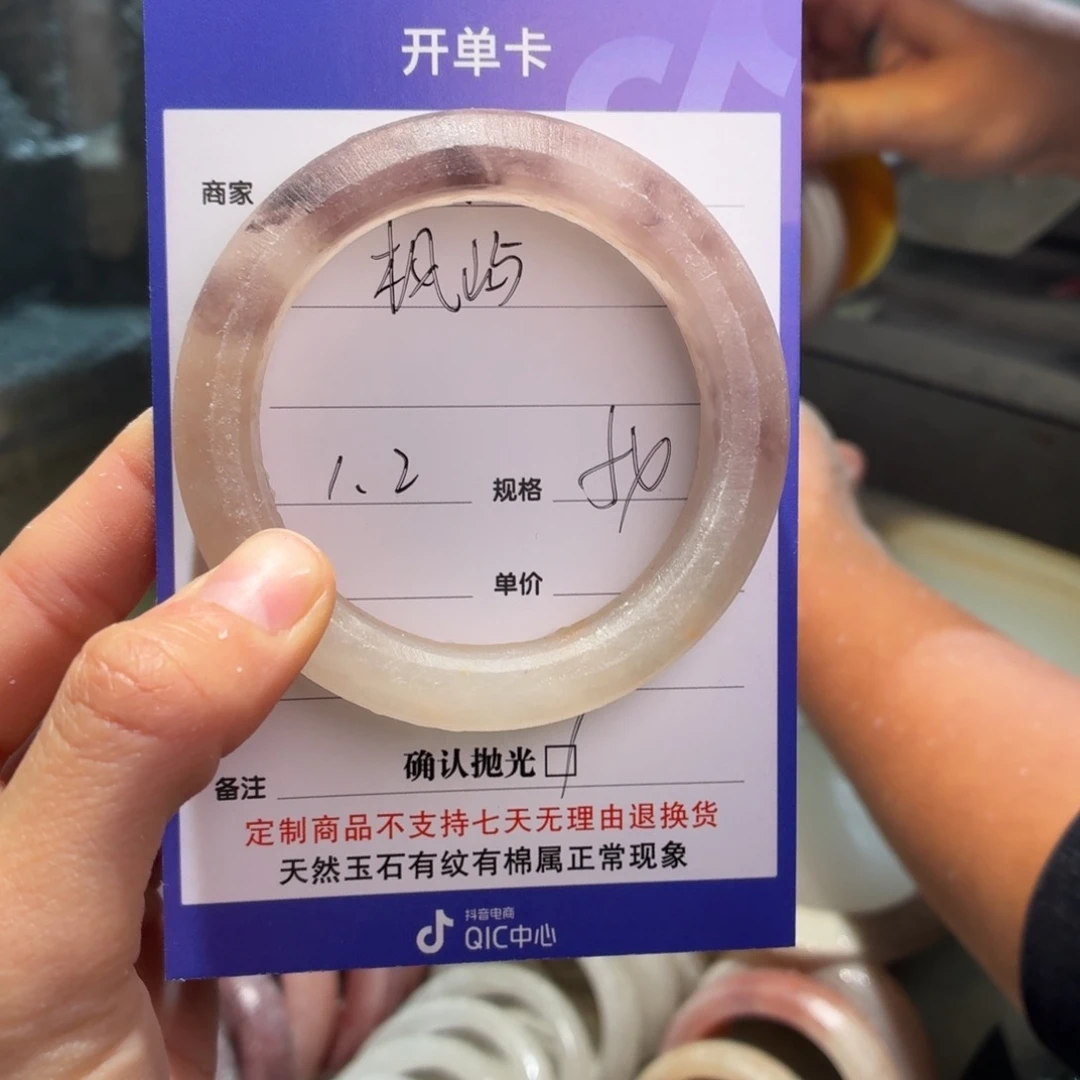 开单卡
商家
枫屿
1.2 规格
单价
确认抛光
备注
定制商品不支持七天无理由退换货
天然玉石有纹有棉属正常现象
抖音电商
QIC中心